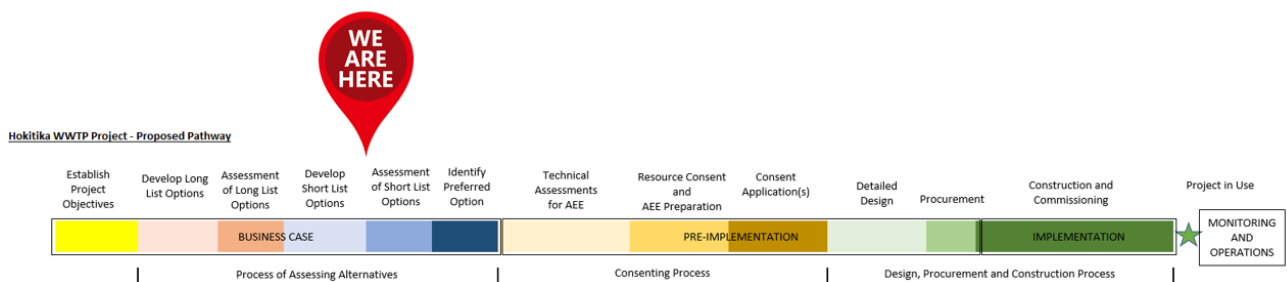 WE
ARE
HERE
Hokitika WWTP Project - Proposed Pathway
Establish
Project
Objectives
Develop Long
List Options
Assessment
of Long List
Options
Develop
Short List
Options
Assessment
of Short List
Options
Identify
Preferred
Option
Technical
Assessments
for AEE
Resource Consent
and
AEE Preparation
Consent
Application(s)
Detailed
Design
Procurement
Construction and
Commissioning
Project in Use
BUSINESS CASE
PRE-IMPLEMENTATION
IMPLEMENTATION
MONITORING
AND
OPERATIONS
Process of Assessing Alternatives
Consenting Process
Design, Procurement and Construction Process